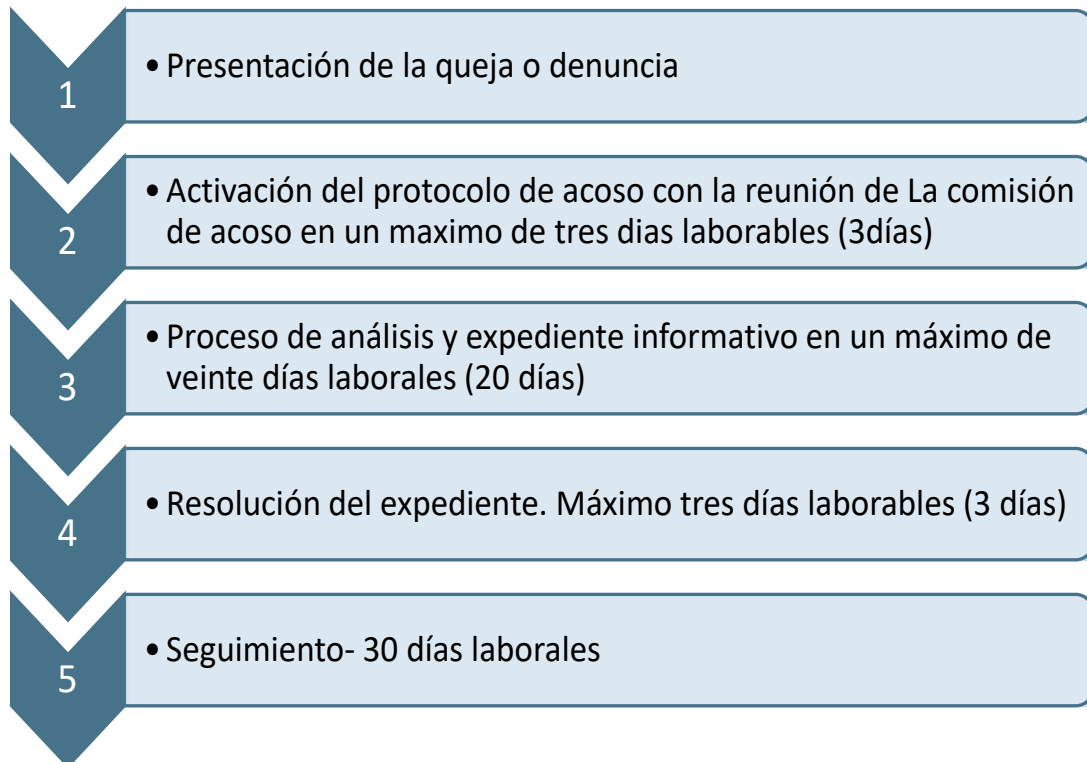 1
• Presentación de la queja o denuncia
2
• Activación del protocolo de acoso con la reunión de La comisión
de acoso en un maximo de tres dias laborables (3días)
3
• Proceso de análisis y expediente informativo en un máximo de
veinte días laborales (20 días)
4
• Resolución del expediente. Máximo tres días laborables (3 días)
5
• Seguimiento- 30 días laborales